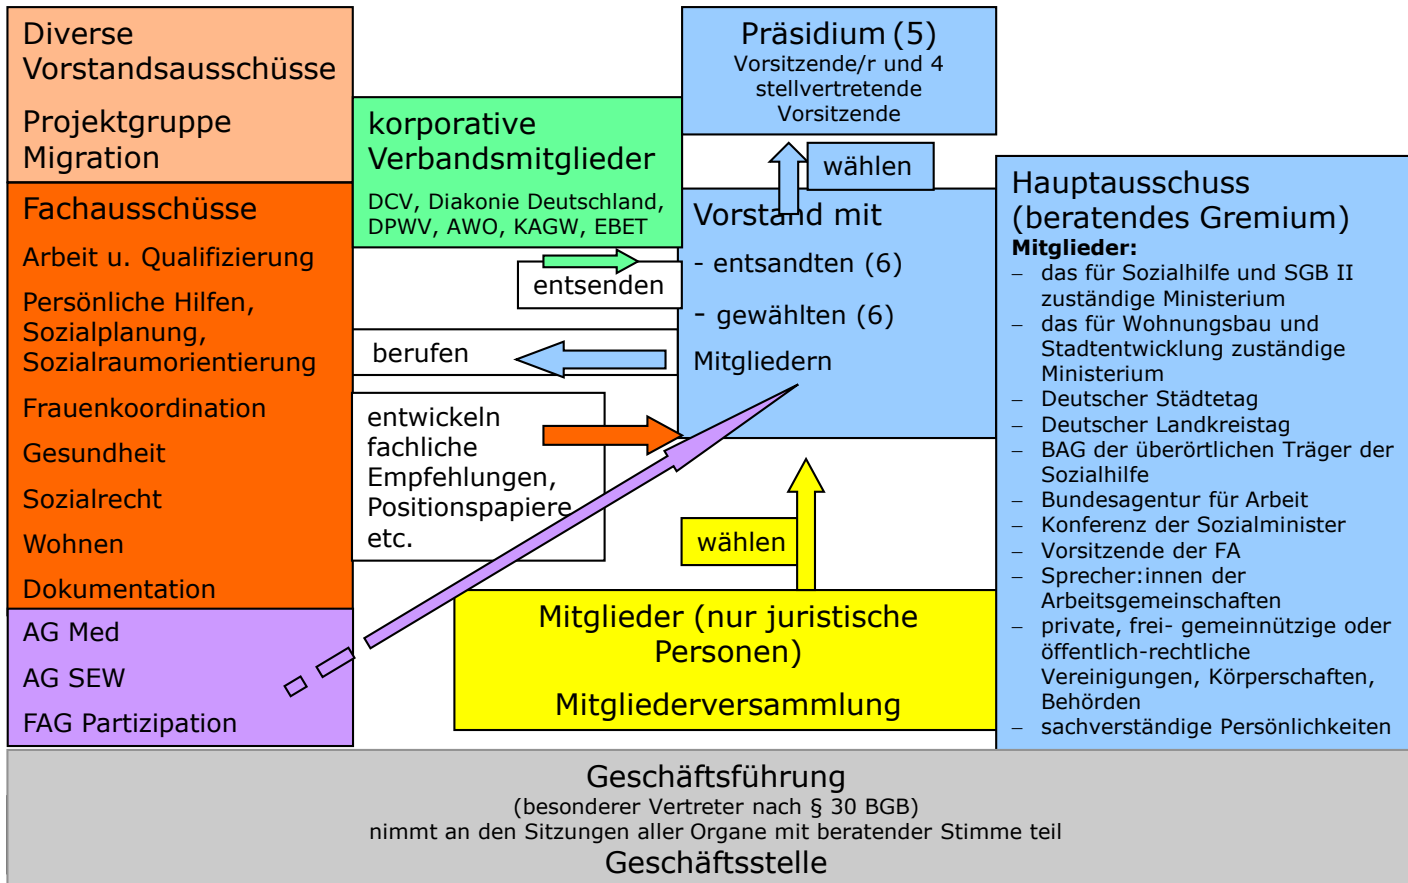 Diverse
Vorstandsausschüsse
Projektgruppe
Migration
Fachausschüsse
Arbeit u. Qualifizierung
Persönliche Hilfen,
Sozialplanung,
Sozialraumorientierung
Frauenkoordination
Gesundheit
Sozialrecht
Wohnen
Dokumentation
AG Med
AG SEW
FAG Partizipation
korporative
Verbandsmitglieder
DCV, Diakonie Deutschland,
DPWV, AWO, KAGW, EBET
entsenden
berufen
entwickeln
fachliche
Empfehlungen,
Positionspapiere
etc.
Präsidium (5)
Vorsitzende/r und 4
stellvertretende
Vorsitzende
wählen
Vorstand mit
- entsandten (6)
- gewählten (6)
Mitgliedern
wählen
Mitglieder (nur juristische
Personen)
Mitgliederversammlung
Hauptausschuss
(beratendes Gremium)
Mitglieder:
– das für Sozialhilfe und SGB II
zuständige Ministerium
– das für Wohnungsbau und
Stadtentwicklung zuständige
Ministerium
– Deutscher Städtetag
– Deutscher Landkreistag
– BAG der überörtlichen Träger der
Sozialhilfe
– Bundesagentur für Arbeit
– Konferenz der Sozialminister
– Vorsitzende der FA
– Sprecher:innen der
Arbeitsgemeinschaften
– private, frei- gemeinnützige oder
öffentlich-rechtliche
Vereinigungen, Körperschaften,
Behörden
– sachverständige Persönlichkeiten
Geschäftsführung
(besonderer Vertreter nach § 30 BGB)
nimmt an den Sitzungen aller Organe mit beratender Stimme teil
Geschäftsstelle